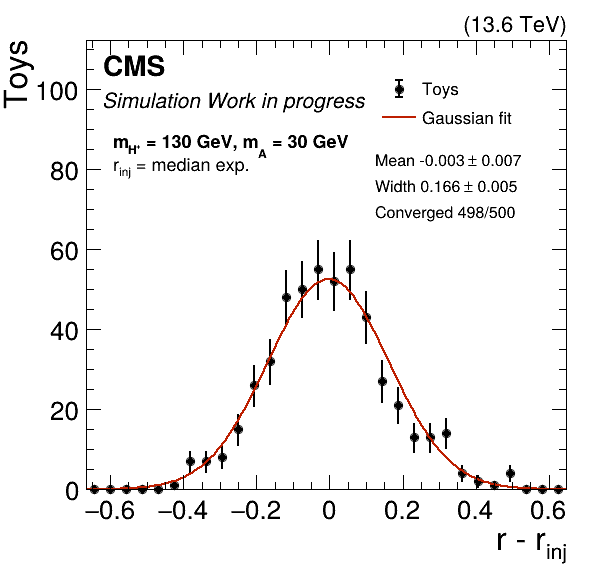 (13.6 TeV)
CMS
Simulation Work in progress
m_H⁺ = 130 GeV, m_A = 30 GeV
r_inj = median exp.
Toys
Gaussian fit
Mean -0.003 ± 0.007
Width 0.166 ± 0.005
Converged 498/500
Toys
100
80
60
40
20
0
−0.6 −0.4 −0.2 0 0.2 0.4 0.6
r - r_inj